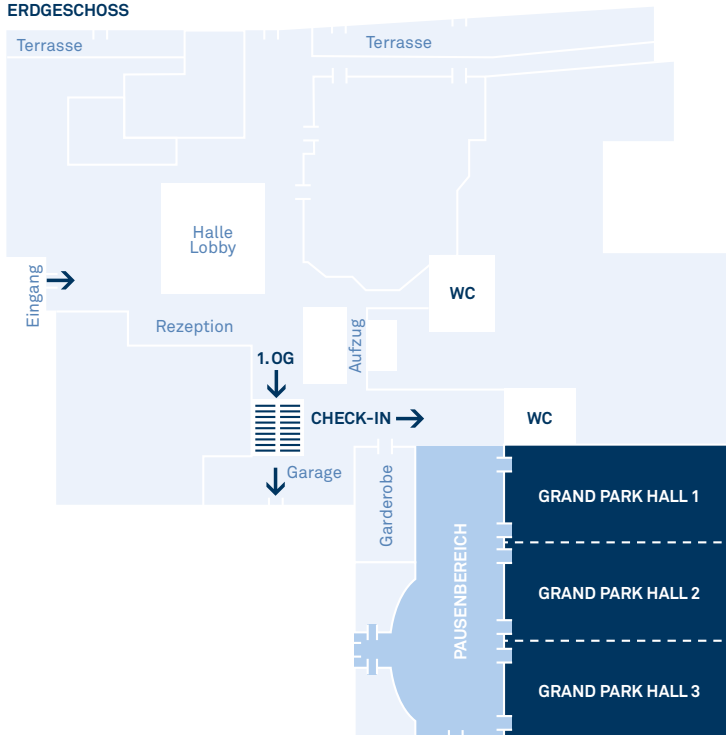 ERDGESCHOSS
Terrasse
Terrasse
Halle
Lobby
Eingang
WC
Rezeption
Aufzug
1.OG
CHECK-IN
WC
Garage
Garderobe
PAUSENBEREICH
GRAND PARK HALL 1
GRAND PARK HALL 2
GRAND PARK HALL 3